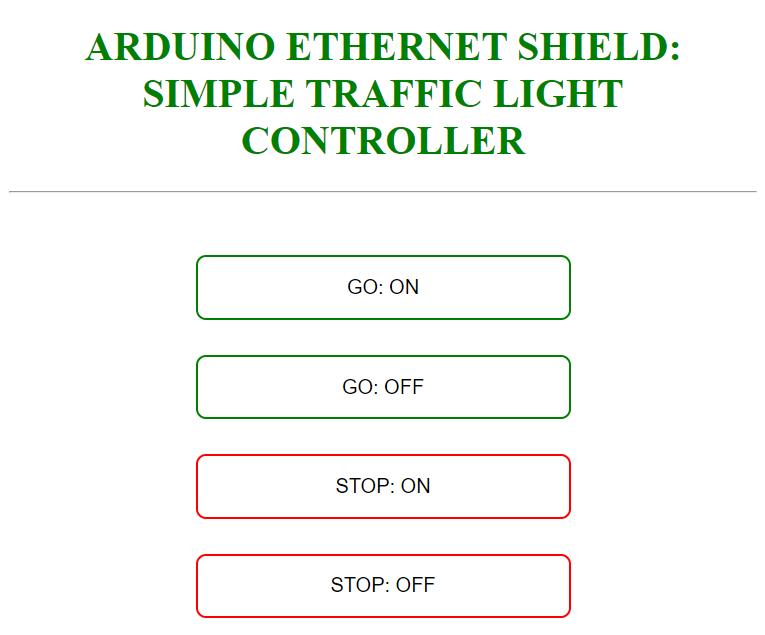 ARDUINO ETHERNET SHIELD:
SIMPLE TRAFFIC LIGHT
CONTROLLER
GO: ON
GO: OFF
STOP: ON
STOP: OFF